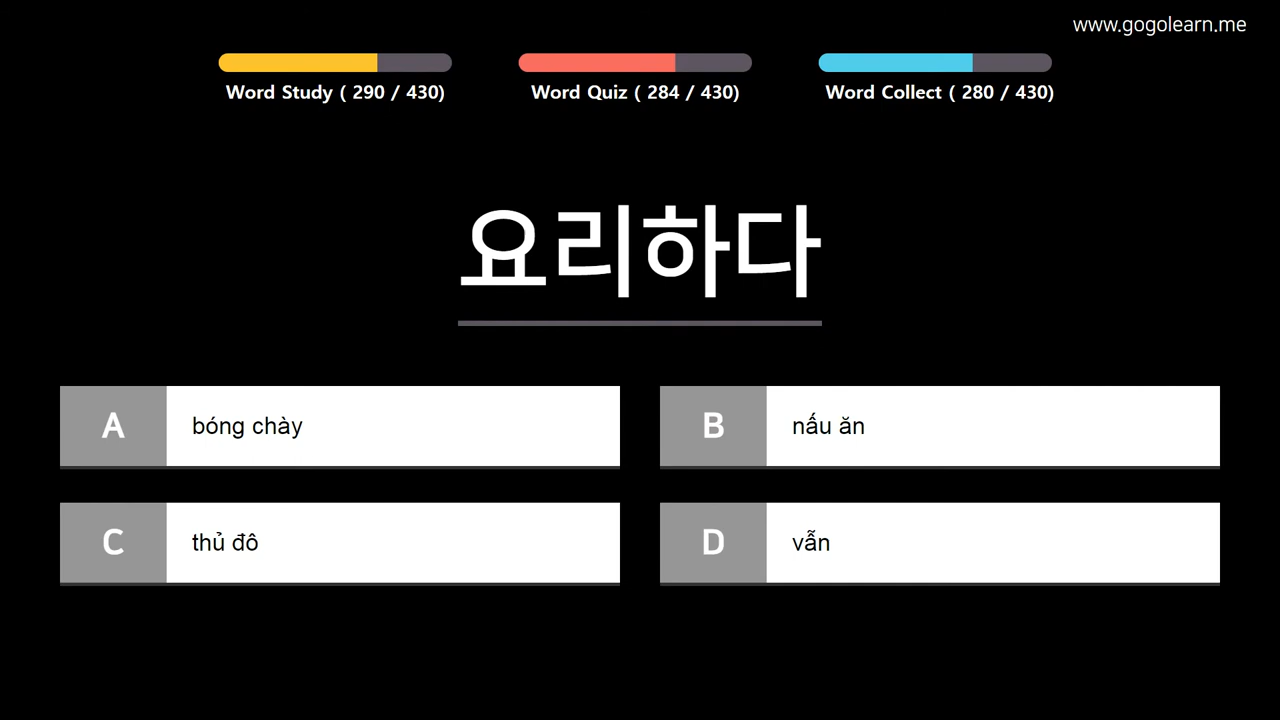 www.gogolearn.me
Word Study ( 290 / 430)
Word Quiz ( 284 / 430)
Word Collect ( 280 / 430)
요리하다
A bóng chày
B nấu ăn
C thủ đô
D vẫn